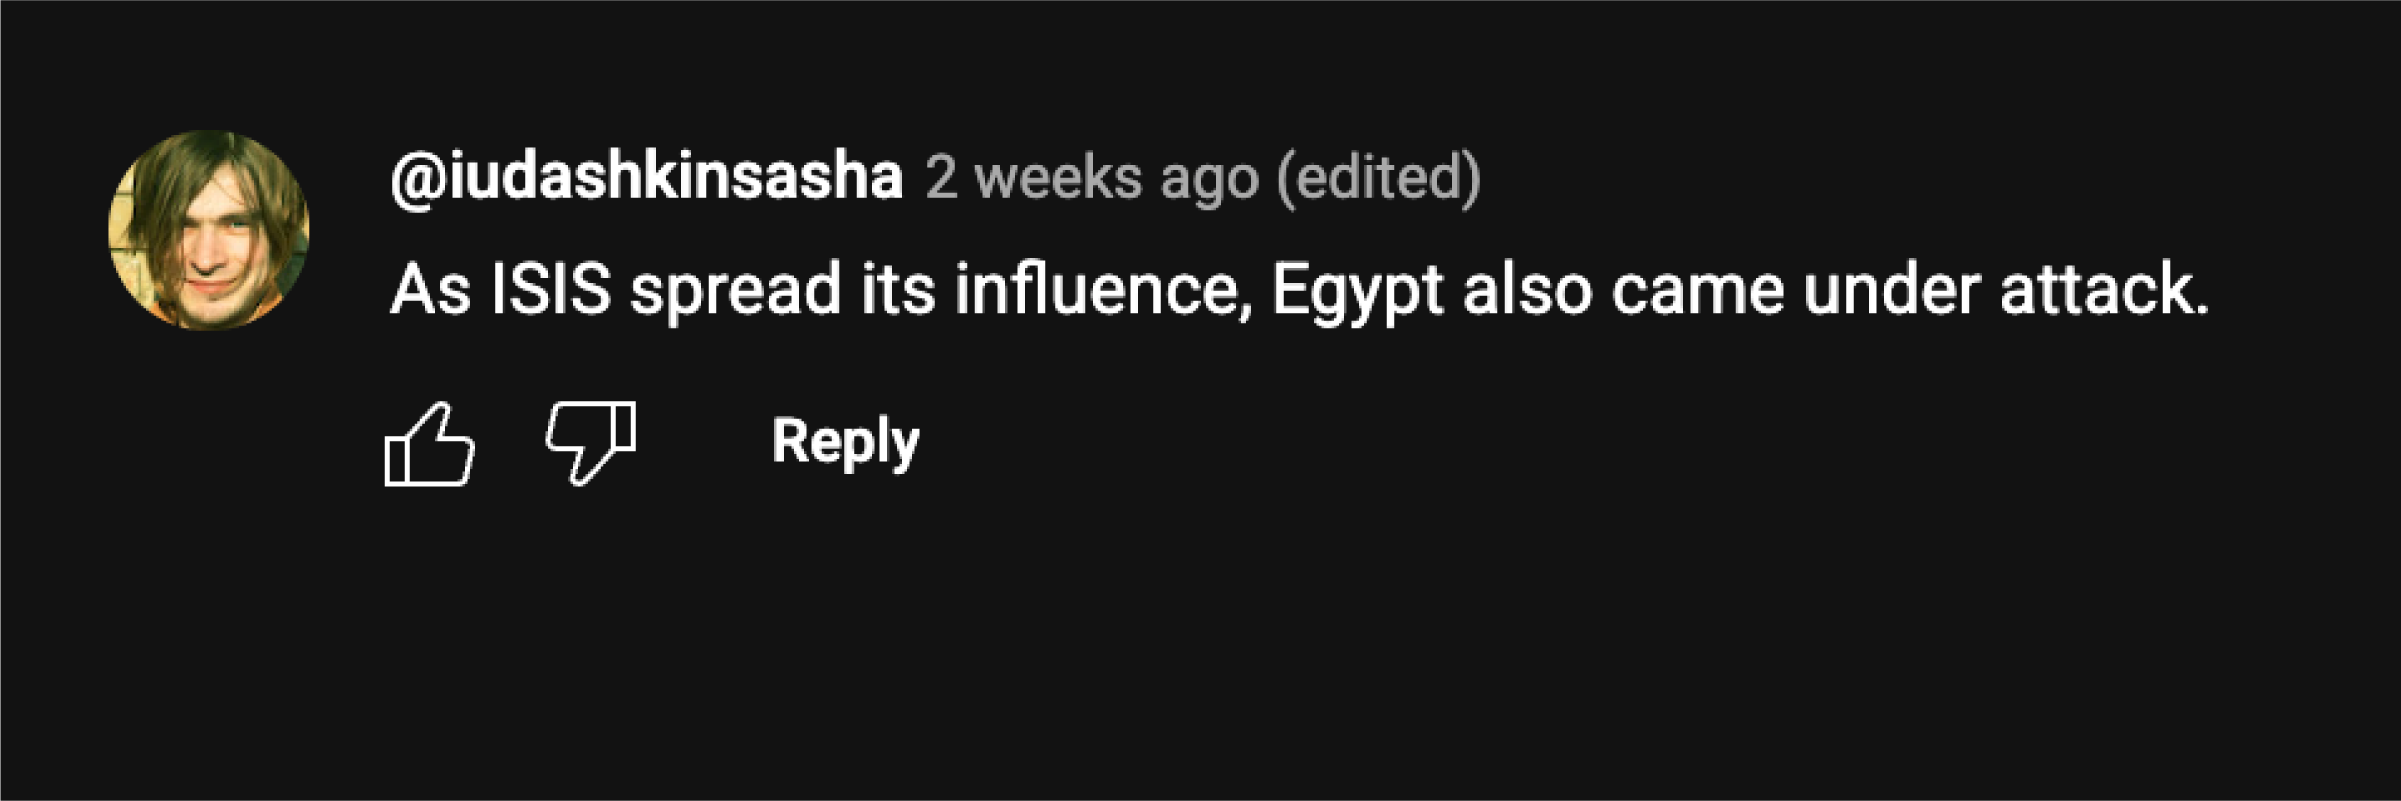 @iudashkinsasha 2 weeks ago (edited)
As ISIS spread its influence, Egypt also came under attack.
Reply